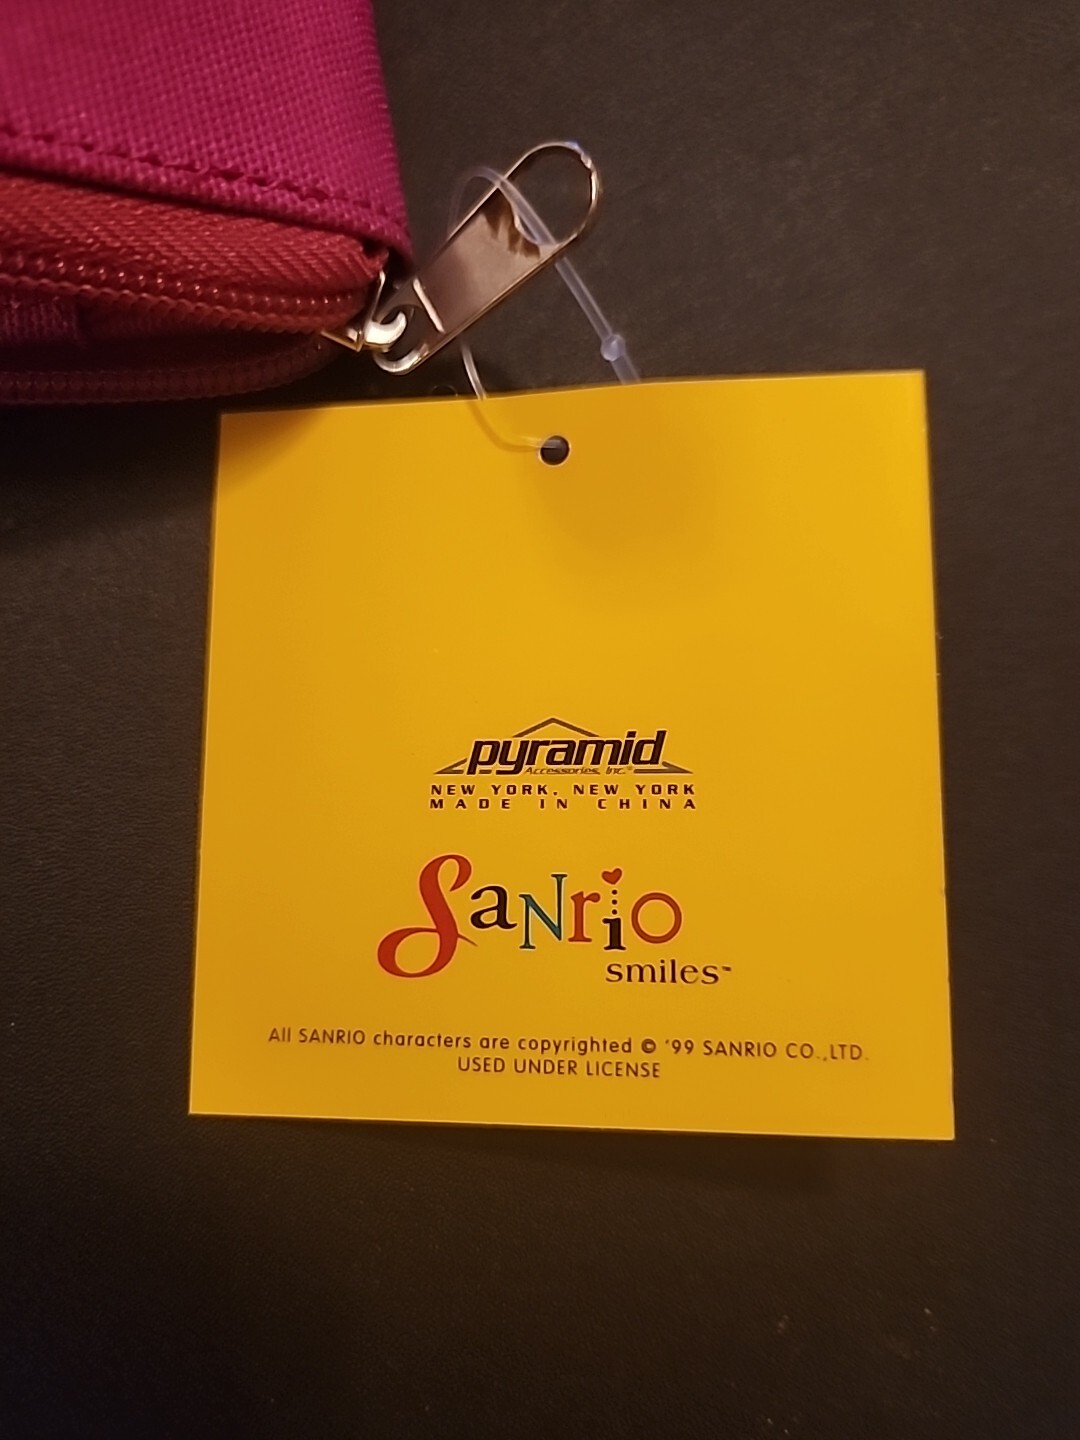 pyramid
Accessories, Inc.®
NEW YORK, NEW YORK
MADE IN CHINA
Sanrio
smiles™
All SANRIO characters are copyrighted © '99 SANRIO CO.,LTD.
USED UNDER LICENSE